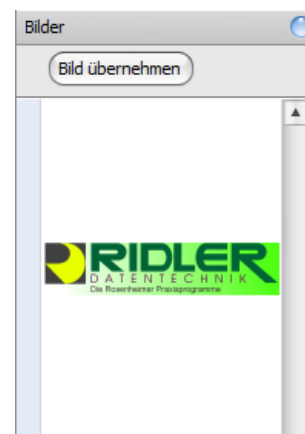 Bilder
Bild übernehmen
RIDLER
DATENTECHNIK
Die Rosenheimer Praxisprogramme